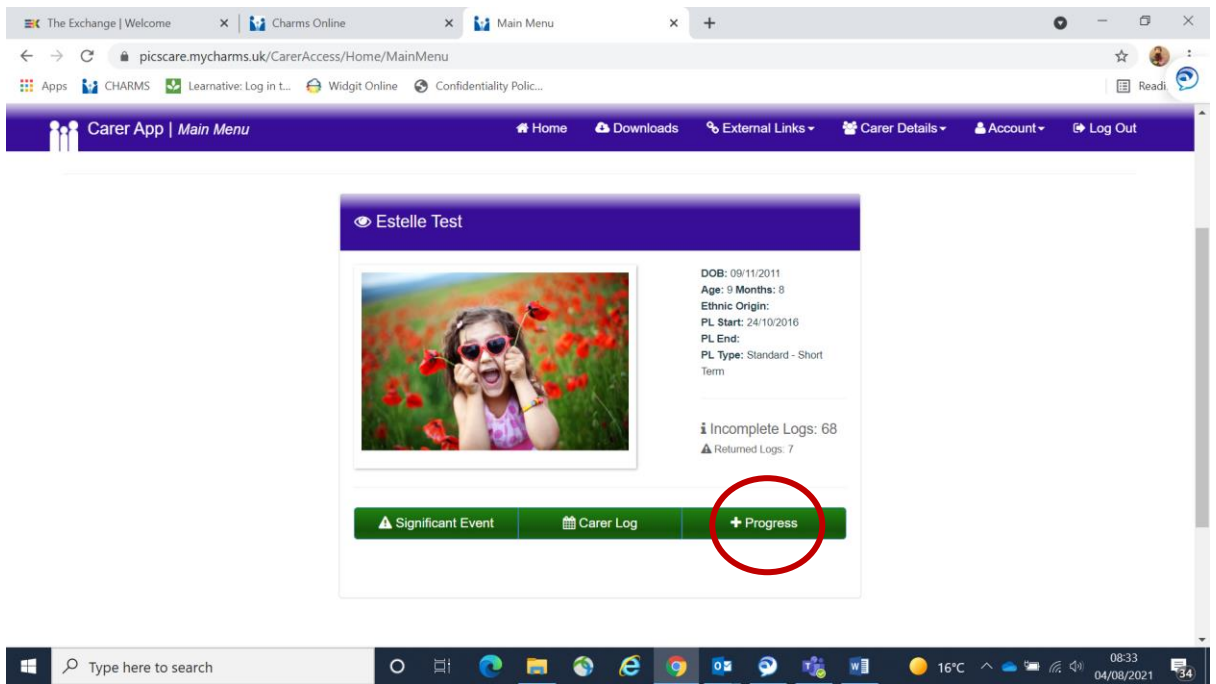 The Exchange | Welcome Charms Online Main Menu
picscare.mycharms.uk/CarerAccess/Home/MainMenu
Apps CHARMS Learnative: Log in t... Widgit Online Confidentiality Polic... Readi
Carer App | Main Menu Home Downloads External Links Carer Details Account Log Out
Estelle Test
DOB: 09/11/2011
Age: 9 Months: 8
Ethnic Origin:
PL Start: 24/10/2016
PL End:
PL Type: Standard - Short
Term
Incomplete Logs: 68
Returned Logs: 7
Significant Event Carer Log Progress
Type here to search 16°C 08:33
04/08/2021 34